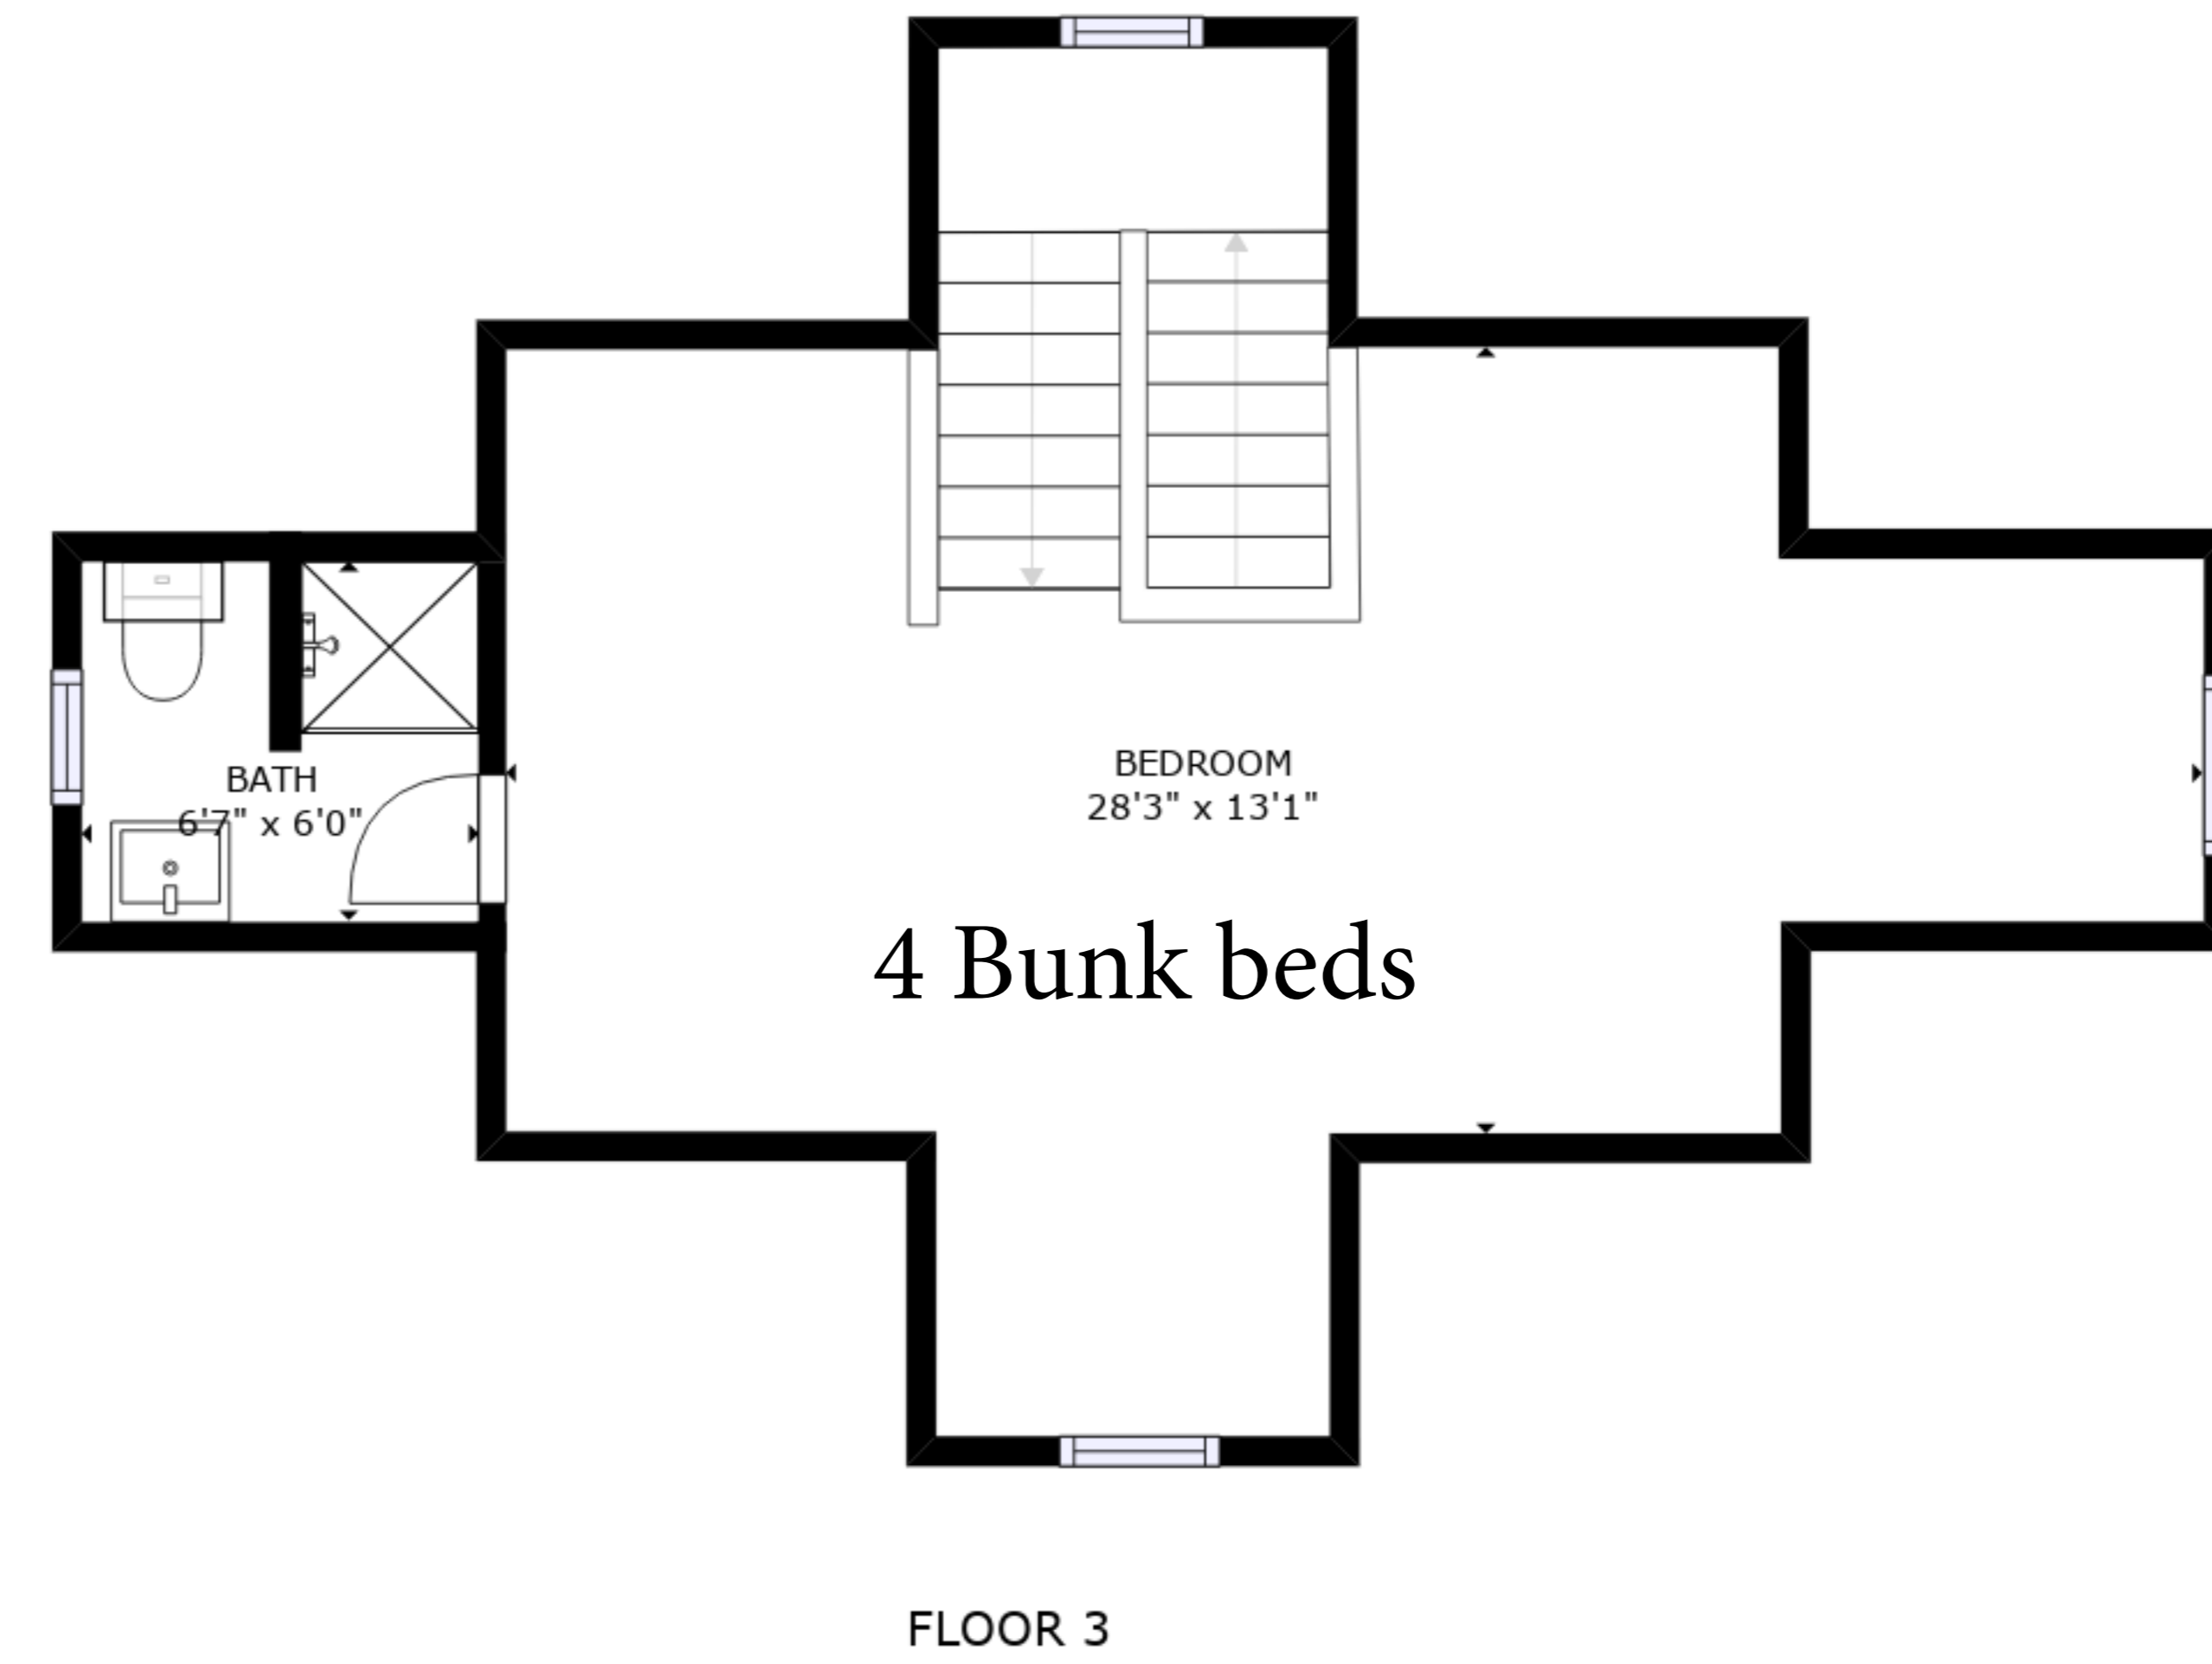 BATH
6'7" x 6'0"
BEDROOM
28'3" x 13'1"
4 Bunk beds
FLOOR 3